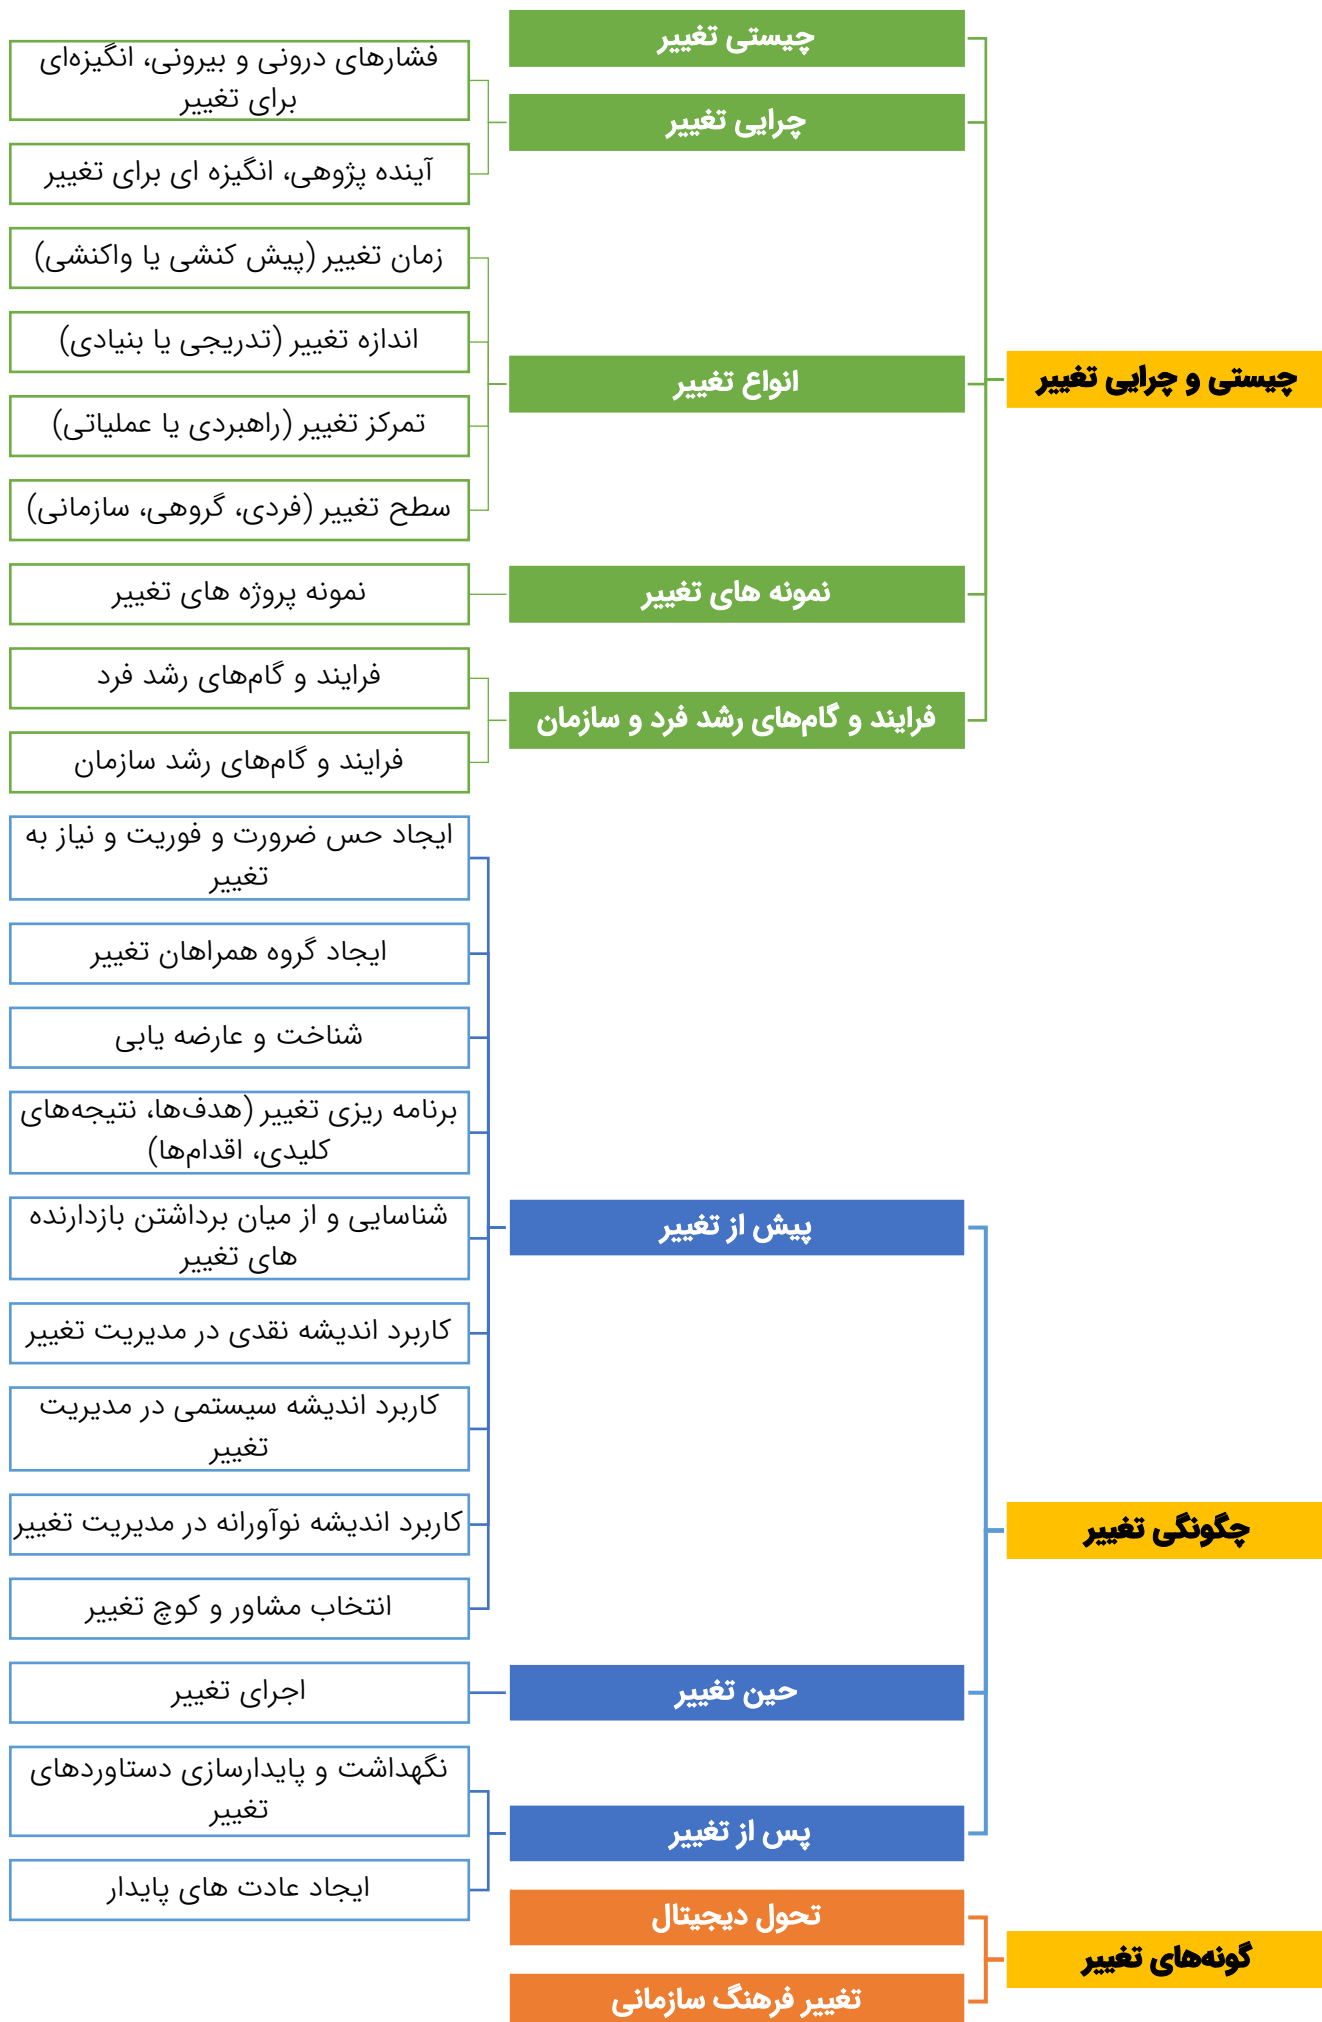 چیستی و چرایی تغییر
چیستی تغییر
چرایی تغییر
فشارهای درونی و بیرونی، انگیزه‌ای
برای تغییر
آینده پژوهی، انگیزه ای برای تغییر
انواع تغییر
زمان تغییر (پیش کنشی یا واکنشی)
اندازه تغییر (تدریجی یا بنیادی)
تمرکز تغییر (راهبردی یا عملیاتی)
سطح تغییر (فردی، گروهی، سازمانی)
نمونه های تغییر
نمونه پروژه های تغییر
فرایند و گام‌های رشد فرد و سازمان
فرایند و گام‌های رشد فرد
فرایند و گام‌های رشد سازمان
چگونگی تغییر
پیش از تغییر
ایجاد حس ضرورت و فوریت و نیاز به
تغییر
ایجاد گروه همراهان تغییر
شناخت و عارضه یابی
برنامه ریزی تغییر (هدف‌ها، نتیجه‌های
کلیدی، اقدام‌ها)
شناسایی و از میان برداشتن بازدارنده
های تغییر
کاربرد اندیشه نقدی در مدیریت تغییر
کاربرد اندیشه سیستمی در مدیریت
تغییر
کاربرد اندیشه نوآورانه در مدیریت تغییر
انتخاب مشاور و کوچ تغییر
حین تغییر
اجرای تغییر
پس از تغییر
نگهداشت و پایدارسازی دستاوردهای
تغییر
ایجاد عادت های پایدار
گونه‌های تغییر
تحول دیجیتال
تغییر فرهنگ سازمانی